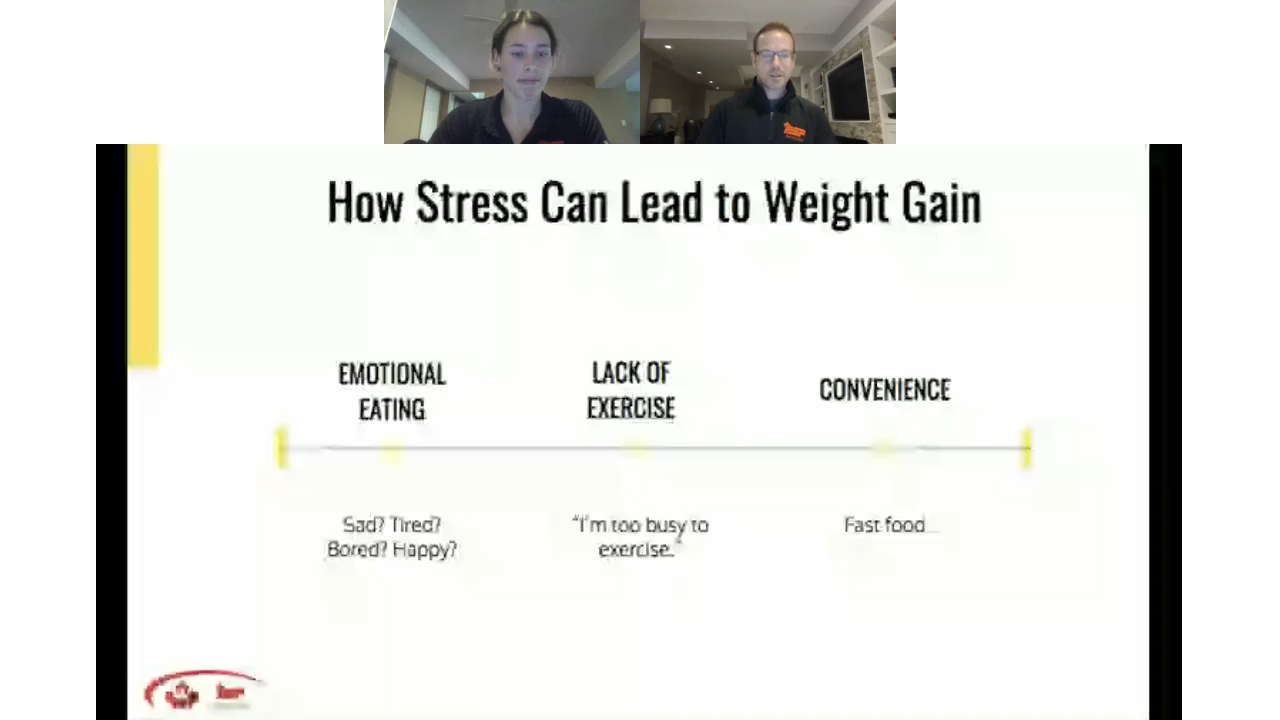 How Stress Can Lead to Weight Gain
EMOTIONAL
EATING
LACK OF
EXERCISE
CONVENIENCE
Sad? Tired?
Bored? Happy?
"I'm too busy to
exercise."
Fast food...